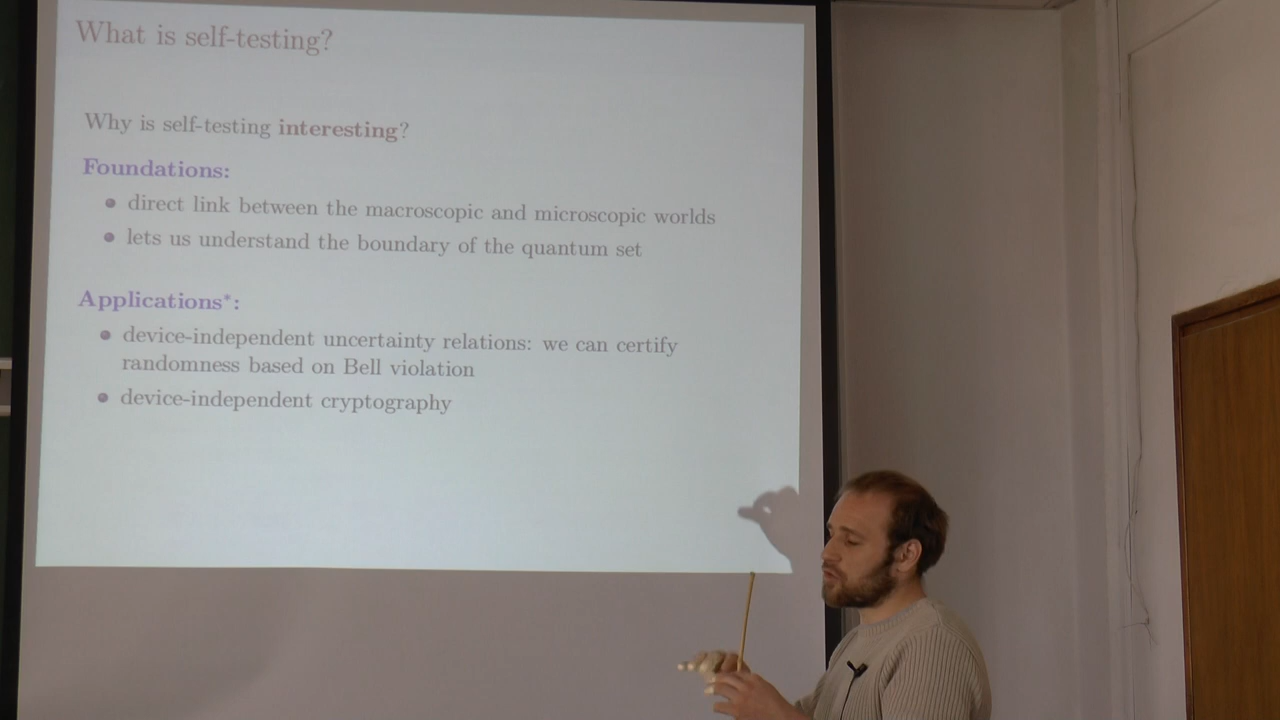 What is self-testing?
Why is self-testing interesting?
Foundations:
direct link between the macroscopic and microscopic worlds
lets us understand the boundary of the quantum set
Applications*:
device-independent uncertainty relations: we can certify
randomness based on Bell violation
device-independent cryptography